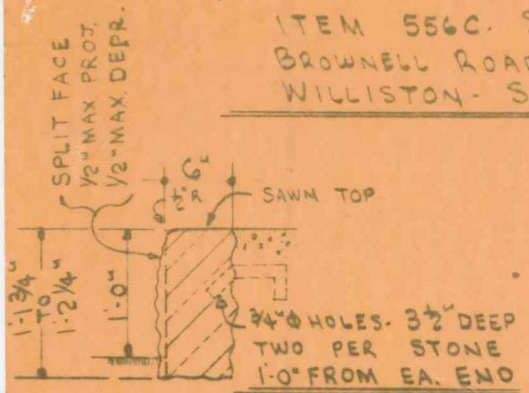 ITEM 556C.
BROWNELL ROAD
WILLISTON -
SPLIT FACE
1/2" MAX PROJ.
1/2" MAX. DEPR.
6"
1/2" R
SAWN TOP
1'-1 3/4"
TO
1'-2 1/4"
1'-0"
3/4" Φ HOLES - 3 1/2" DEEP
TWO PER STONE
1'-0" FROM EA. END